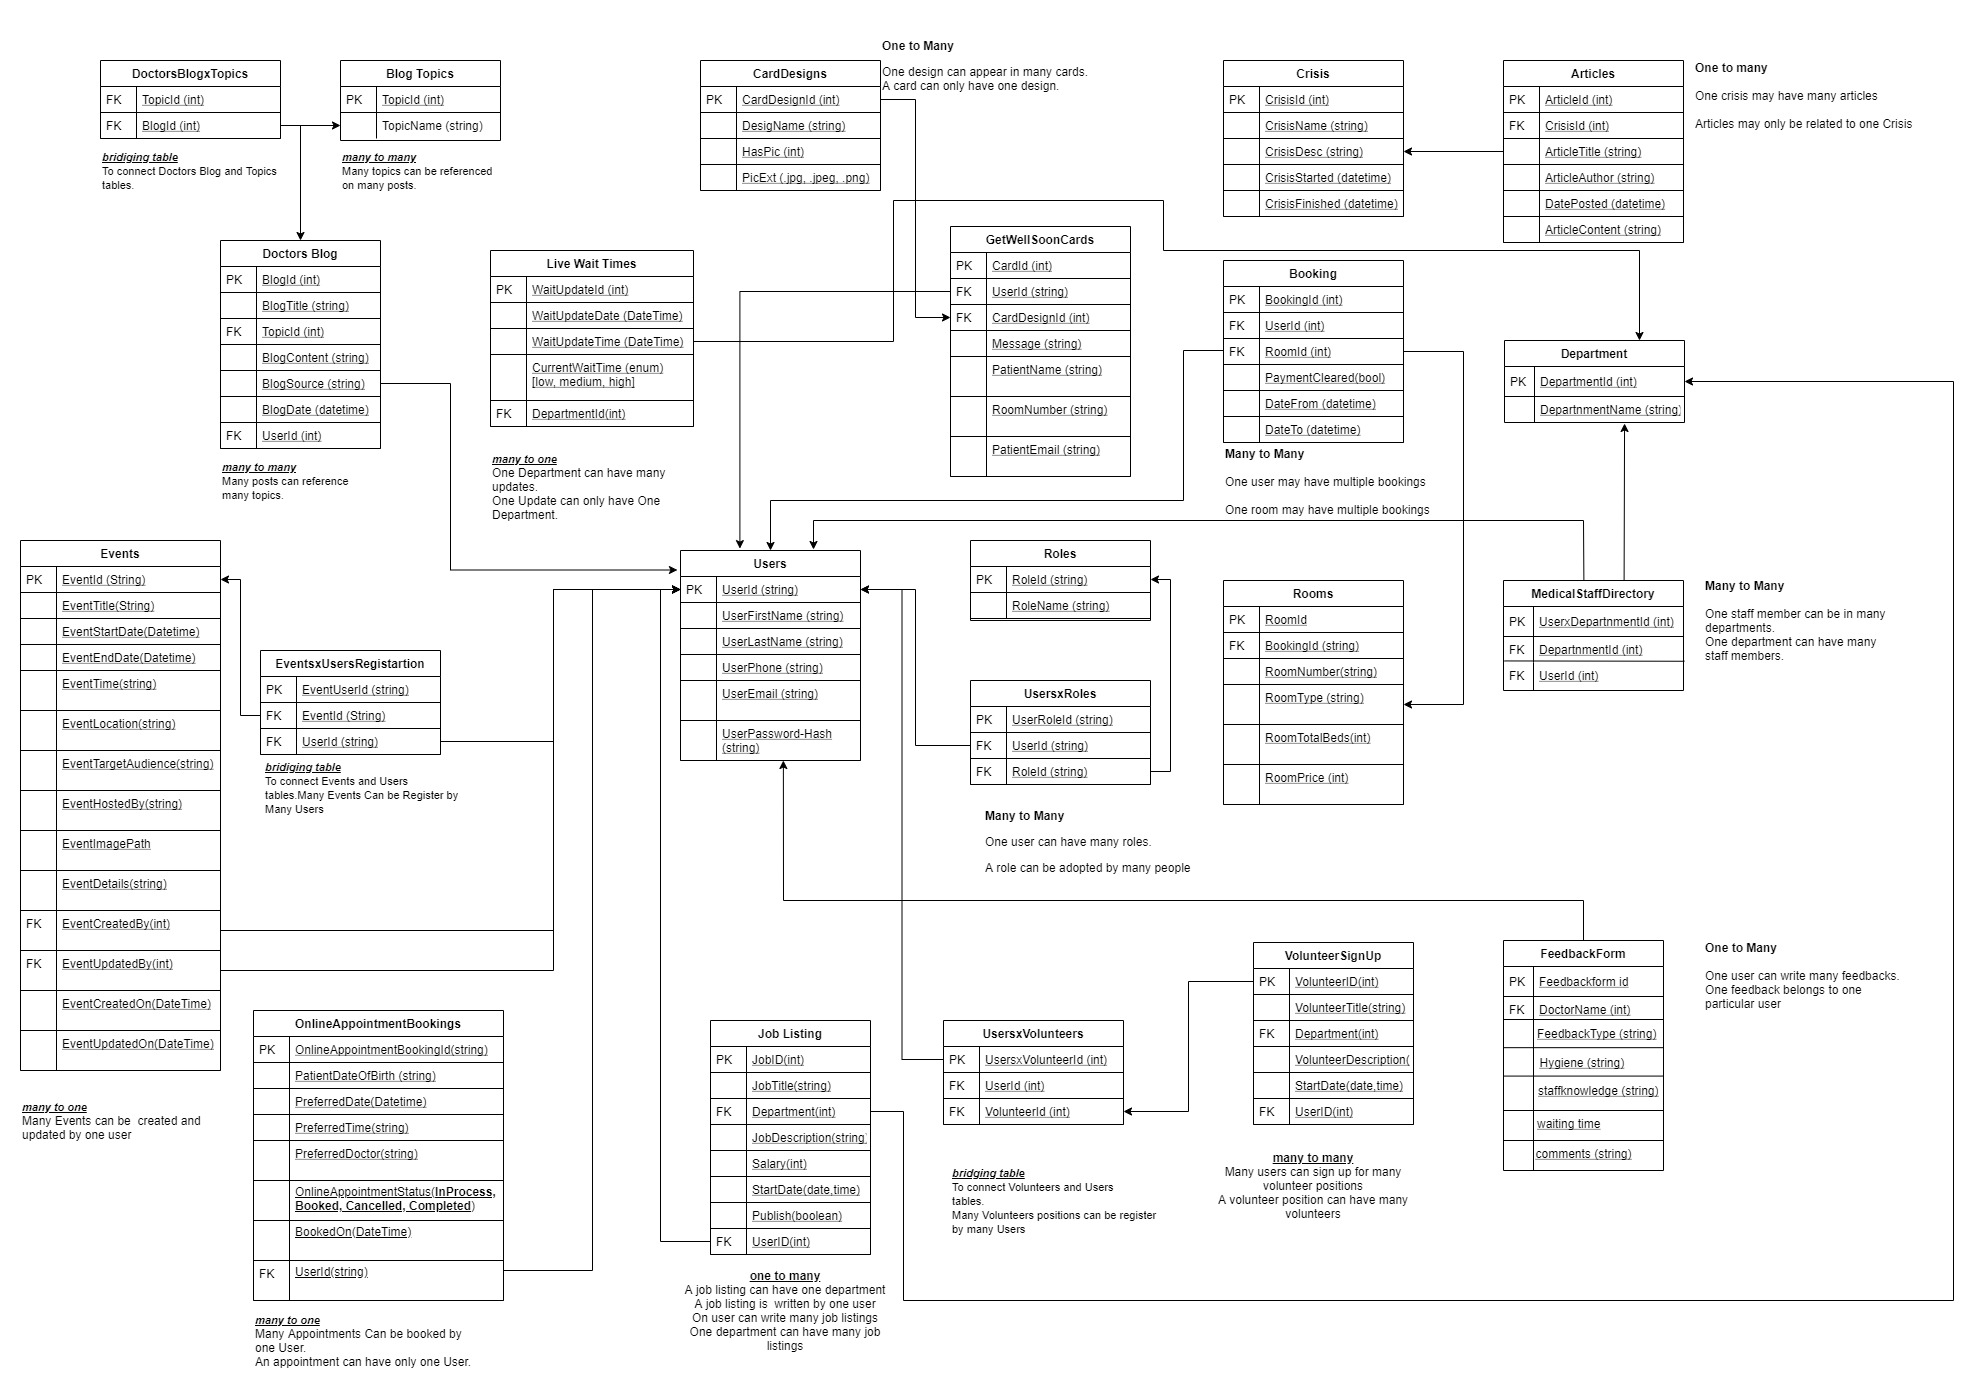 DoctorsBlogxTopics
FK TopicId (int)
FK BlogId (int)
bridiging table
To connect Doctors Blog and Topics
tables.
Blog Topics
PK TopicId (int)
TopicName (string)
many to many
Many topics can be referenced
on many posts.
CardDesigns
PK CardDesignId (int)
DesigName (string)
HasPic (int)
PicExt (.jpg, .jpeg, .png)
One to Many
One design can appear in many cards.
A card can only have one design.
Crisis
PK CrisisId (int)
CrisisName (string)
CrisisDesc (string)
CrisisStarted (datetime)
CrisisFinished (datetime)
Articles
PK ArticleId (int)
FK CrisisId (int)
ArticleTitle (string)
ArticleAuthor (string)
DatePosted (datetime)
ArticleContent (string)
One to many
One crisis may have many articles
Articles may only be related to one Crisis
Doctors Blog
PK BlogId (int)
BlogTitle (string)
FK TopicId (int)
BlogContent (string)
BlogSource (string)
BlogDate (datetime)
FK UserId (int)
many to many
Many posts can reference
many topics.
Live Wait Times
PK WaitUpdateId (int)
WaitUpdateDate (DateTime)
WaitUpdateTime (DateTime)
CurrentWaitTime (enum)
[low, medium, high]
FK DepartmentId(int)
many to one
One Department can have many
updates.
One Update can only have One
Department.
GetWellSoonCards
PK CardId (int)
FK UserId (string)
FK CardDesignId (int)
Message (string)
PatientName (string)
RoomNumber (string)
PatientEmail (string)
Booking
PK BookingId (int)
FK UserId (int)
FK RoomId (int)
PaymentCleared(bool)
DateFrom (datetime)
DateTo (datetime)
Many to Many
One user may have multiple bookings
One room may have multiple bookings
Department
PK DepartmentId (int)
DepartnmentName (string)
Events
PK EventId (String)
EventTitle(String)
EventStartDate(Datetime)
EventEndDate(Datetime)
EventTime(string)
EventLocation(string)
EventTargetAudience(string)
EventHostedBy(string)
EventImagePath
EventDetails(string)
FK EventCreatedBy(int)
FK EventUpdatedBy(int)
EventCreatedOn(DateTime)
EventUpdatedOn(DateTime)
many to one
Many Events can be created and
updated by one user
EventsxUsersRegistartion
PK EventUserId (string)
FK EventId (String)
FK UserId (string)
bridiging table
To connect Events and Users
tables.Many Events Can be Register by
Many Users
Users
PK UserId (string)
UserFirstName (string)
UserLastName (string)
UserPhone (string)
UserEmail (string)
UserPassword-Hash
(string)
Roles
PK RoleId (string)
RoleName (string)
UsersxRoles
PK UserRoleId (string)
FK UserId (string)
FK RoleId (string)
Many to Many
One user can have many roles.
A role can be adopted by many people
Rooms
PK RoomId
FK BookingId (string)
RoomNumber(string)
RoomType (string)
RoomTotalBeds(int)
RoomPrice (int)
MedicalStaffDirectory
PK UserxDepartnmentId (int)
FK DepartnmentId (int)
FK UserId (int)
Many to Many
One staff member can be in many
departments.
One department can have many
staff members.
OnlineAppointmentBookings
PK OnlineAppointmentBookingId(string)
PatientDateOfBirth (string)
PreferredDate(Datetime)
PreferredTime(string)
PreferredDoctor(string)
OnlineAppointmentStatus(InProcess,
Booked, Cancelled, Completed)
BookedOn(DateTime)
FK UserId(string)
many to one
Many Appointments Can be booked by
one User.
An appointment can have only one User.
Job Listing
PK JobID(int)
JobTitle(string)
FK Department(int)
JobDescription(string)
Salary(int)
StartDate(date,time)
Publish(boolean)
FK UserID(int)
one to many
A job listing can have one department
A job listing is written by one user
On user can write many job listings
One department can have many job
listings
UsersxVolunteers
PK UsersxVolunteerId (int)
FK UserId (int)
FK VolunteerId (int)
bridging table
To connect Volunteers and Users
tables.
Many Volunteers positions can be register
by many Users
VolunteerSignUp
PK VolunteerID(int)
VolunteerTitle(string)
FK Department(int)
VolunteerDescription(
StartDate(date,time)
FK UserID(int)
many to many
Many users can sign up for many
volunteer positions
A volunteer position can have many
volunteers
FeedbackForm
PK Feedbackform id
FK DoctorName (int)
FeedbackType (string)
Hygiene (string)
staffknowledge (string)
waiting time
comments (string)
One to Many
One user can write many feedbacks.
One feedback belongs to one
particular user